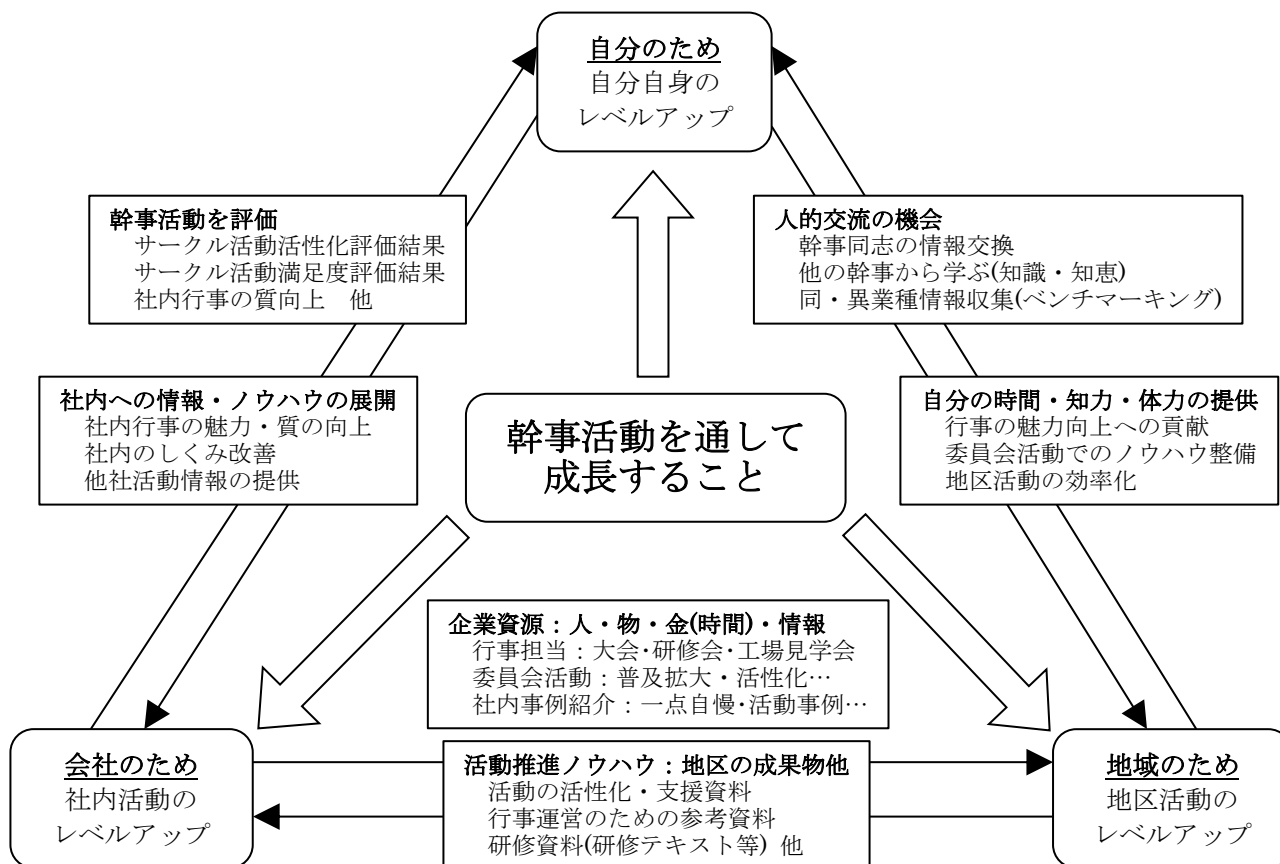 自分のため
自分自身の
レベルアップ
幹事活動を評価
サークル活動活性化評価結果
サークル活動満足度評価結果
社内行事の質向上　他
人的交流の機会
幹事同志の情報交換
他の幹事から学ぶ(知識・知恵)
同・異業種情報収集(ベンチマーキング)
社内への情報・ノウハウの展開
社内行事の魅力・質の向上
社内のしくみ改善
他社活動情報の提供
幹事活動を通して
成長すること
自分の時間・知力・体力の提供
行事の魅力向上への貢献
委員会活動でのノウハウ整備
地区活動の効率化
企業資源：人・物・金(時間)・情報
行事担当：大会･研修会･工場見学会
委員会活動：普及拡大・活性化…
社内事例紹介：一点自慢･活動事例…
会社のため
社内活動の
レベルアップ
活動推進ノウハウ：地区の成果物他
活動の活性化・支援資料
行事運営のための参考資料
研修資料(研修テキスト等) 他
地域のため
地区活動の
レベルアップ